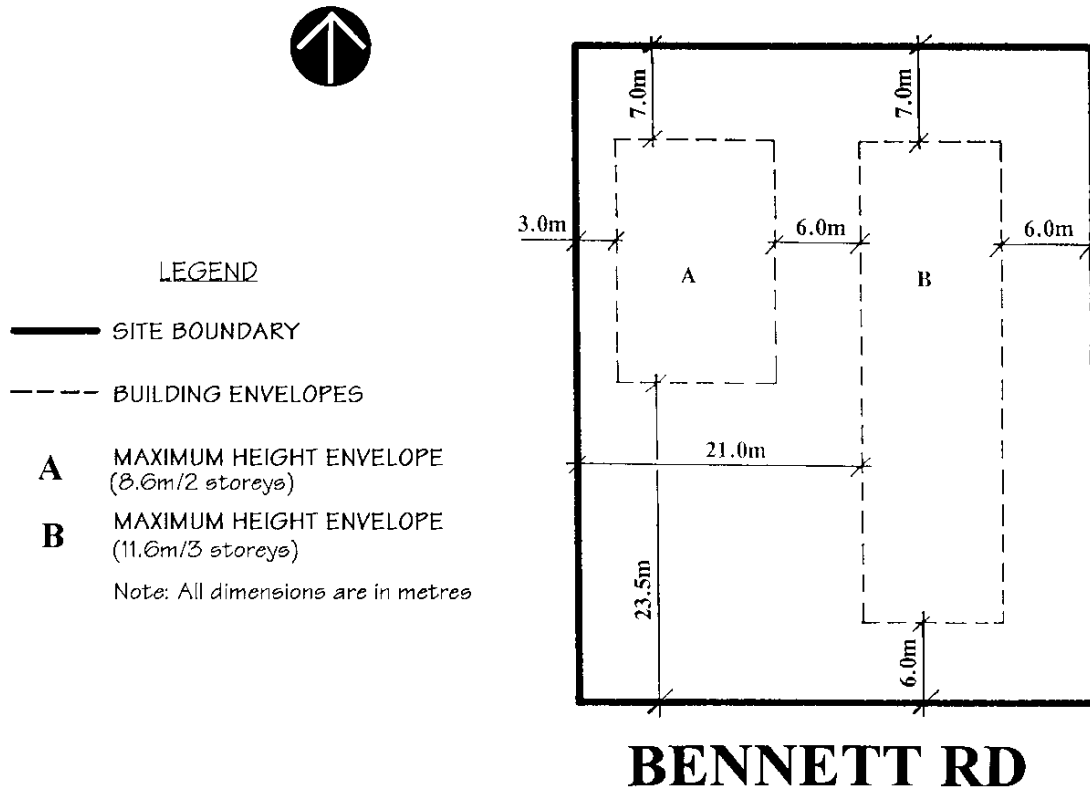 7.0m
7.0m
3.0m
6.0m
6.0m
A
B
LEGEND
SITE BOUNDARY
BUILDING ENVELOPES
A MAXIMUM HEIGHT ENVELOPE
(8.6m/2 storeys)
B MAXIMUM HEIGHT ENVELOPE
(11.6m/3 storeys)
Note: All dimensions are in metres
21.0m
23.5m
6.0m
BENNETT RD